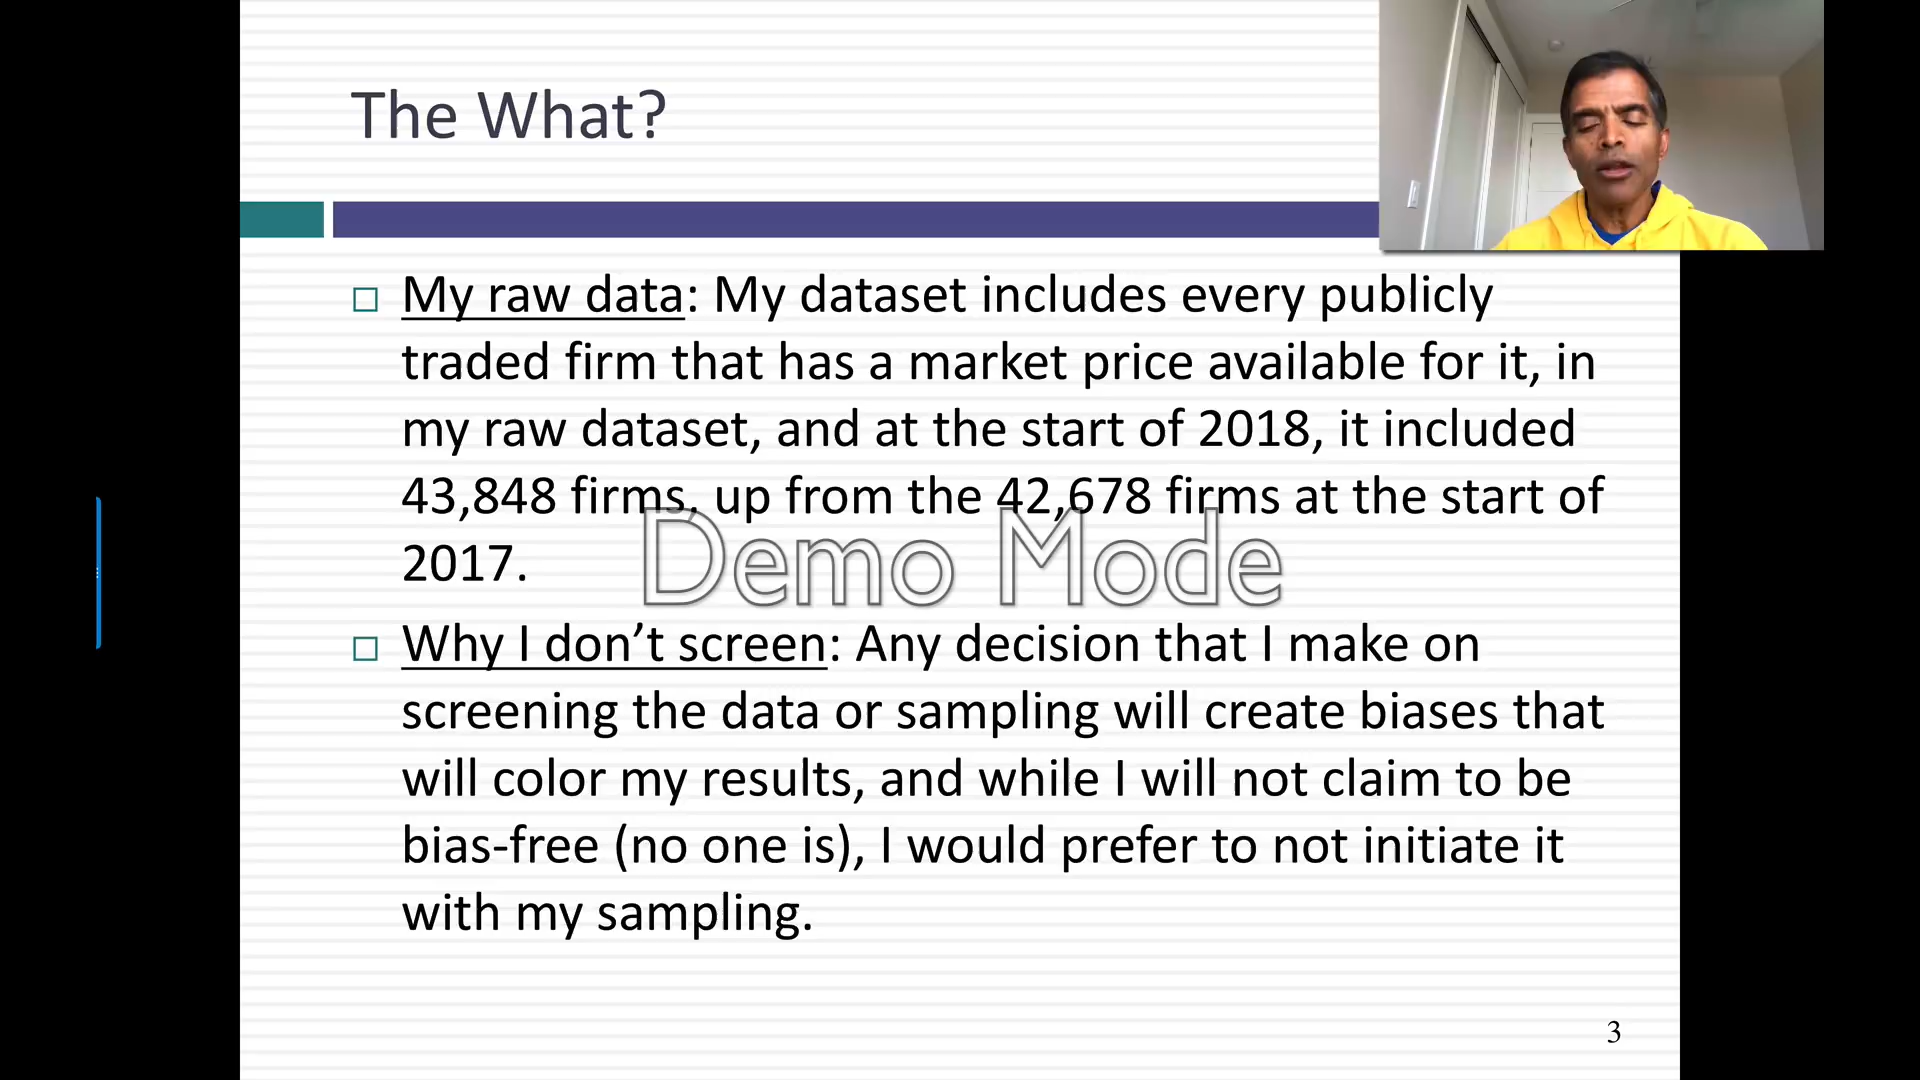 The What?
□ My raw data: My dataset includes every publicly
traded firm that has a market price available for it, in
my raw dataset, and at the start of 2018, it included
43,848 firms, up from the 42,678 firms at the start of
2017.
Demo Mode
□ Why I don’t screen: Any decision that I make on
screening the data or sampling will create biases that
will color my results, and while I will not claim to be
bias-free (no one is), I would prefer to not initiate it
with my sampling.
3